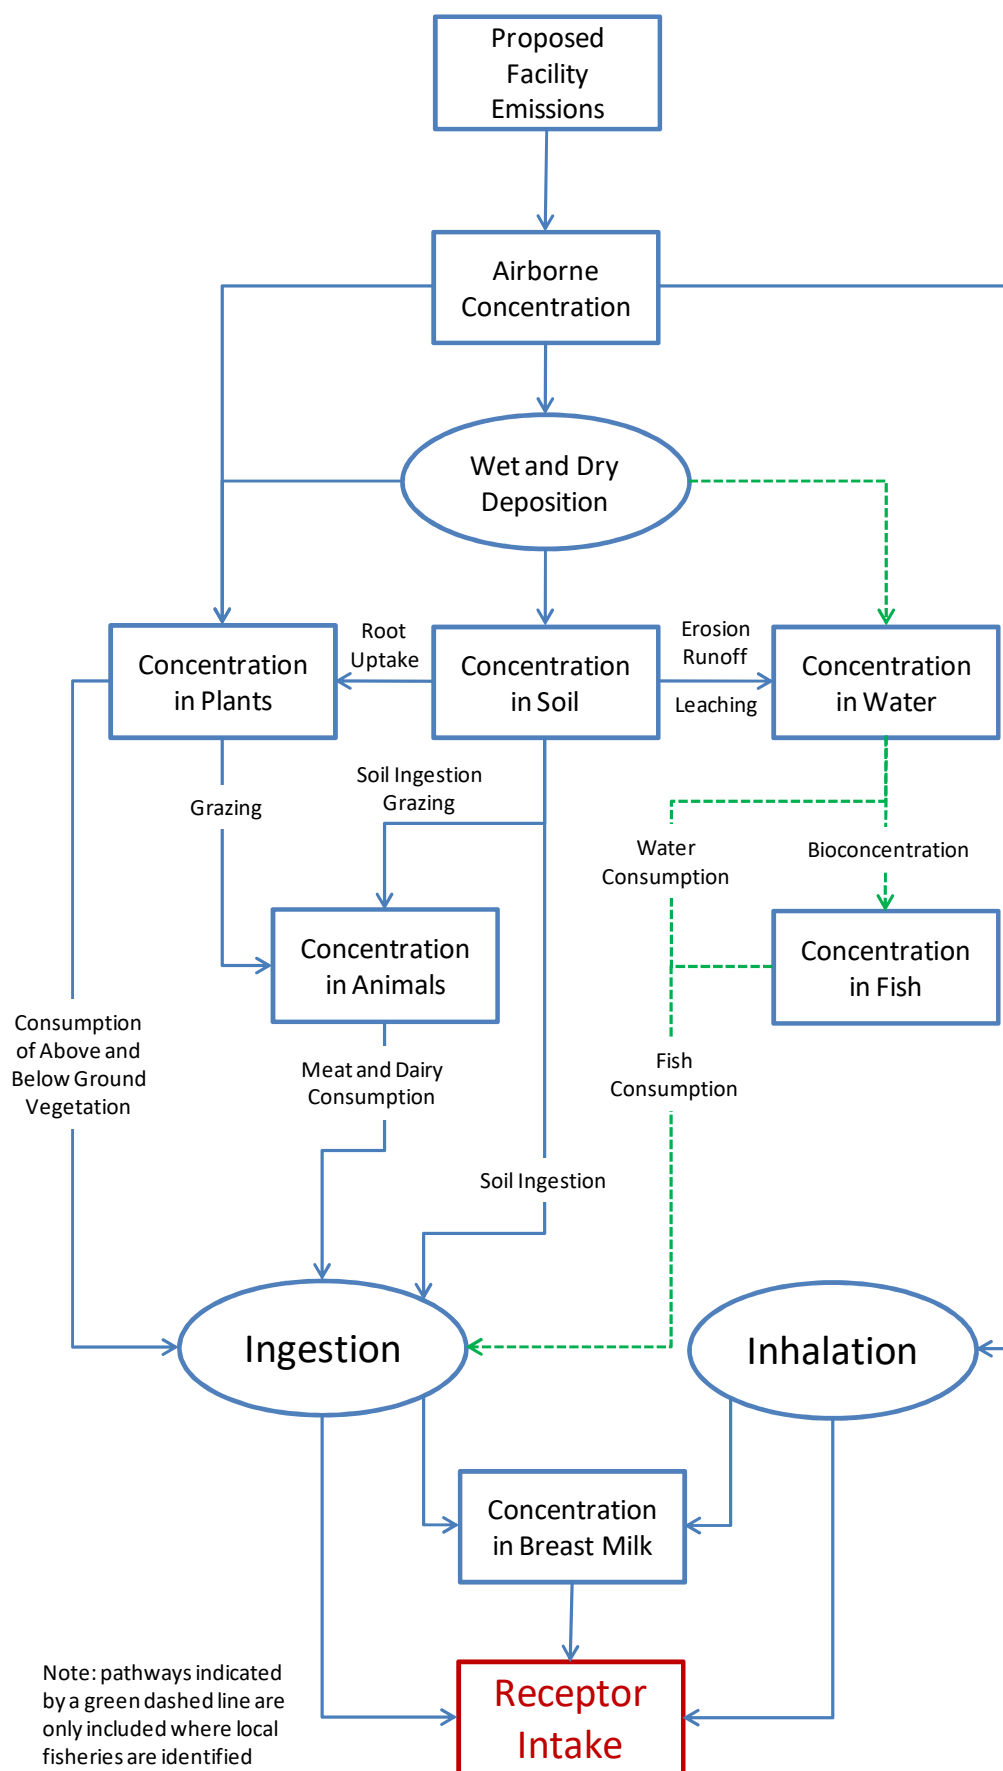 Proposed
Facility
Emissions
Airborne
Concentration
Wet and Dry
Deposition
Concentration
in Plants
Root
Uptake
Concentration
in Soil
Erosion
Runoff
Leaching
Concentration
in Water
Grazing
Soil Ingestion
Grazing
Water
Consumption
Bioconcentration
Concentration
in Animals
Concentration
in Fish
Consumption
of Above and
Below Ground
Vegetation
Meat and Dairy
Consumption
Fish
Consumption
Soil Ingestion
Ingestion
Inhalation
Concentration
in Breast Milk
Receptor
Intake
Note: pathways indicated
by a green dashed line are
only included where local
fisheries are identified